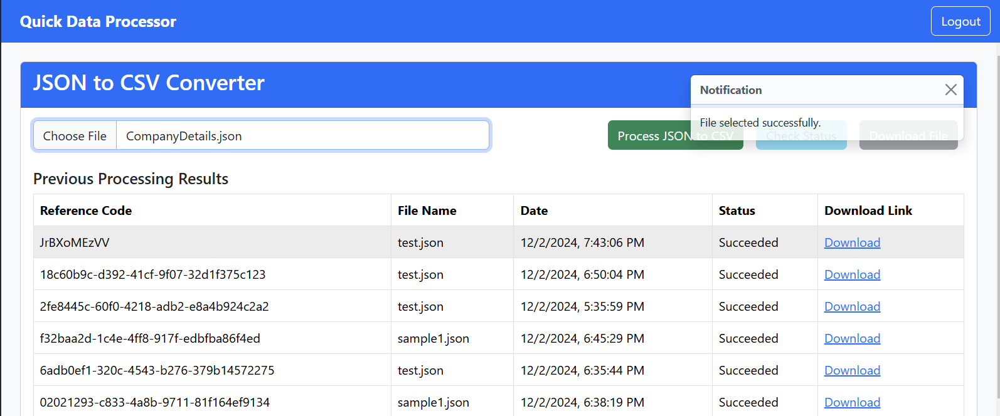 Quick Data Processor
Logout
JSON to CSV Converter
Notification
File selected successfully.
Choose File CompanyDetails.json
Process JSON to CSV
Check Status
Download File
Previous Processing Results
Reference Code File Name Date Status Download Link
JrBXoMEzVV test.json 12/2/2024, 7:43:06 PM Succeeded Download
18c60b9c-d392-41cf-9f07-32d1f375c123 test.json 12/2/2024, 6:50:04 PM Succeeded Download
2fe8445c-60f0-4218-adb2-e8a4b924c2a2 test.json 12/2/2024, 5:35:59 PM Succeeded Download
f32baa2d-1c4e-4ff8-917f-edbfba86f4ed sample1.json 12/2/2024, 6:45:29 PM Succeeded Download
6adb0ef1-320c-4543-b276-379b14572275 test.json 12/2/2024, 6:35:44 PM Succeeded Download
02021293-c833-4a8b-9711-81f164ef9134 sample1.json 12/2/2024, 6:38:19 PM Succeeded Download